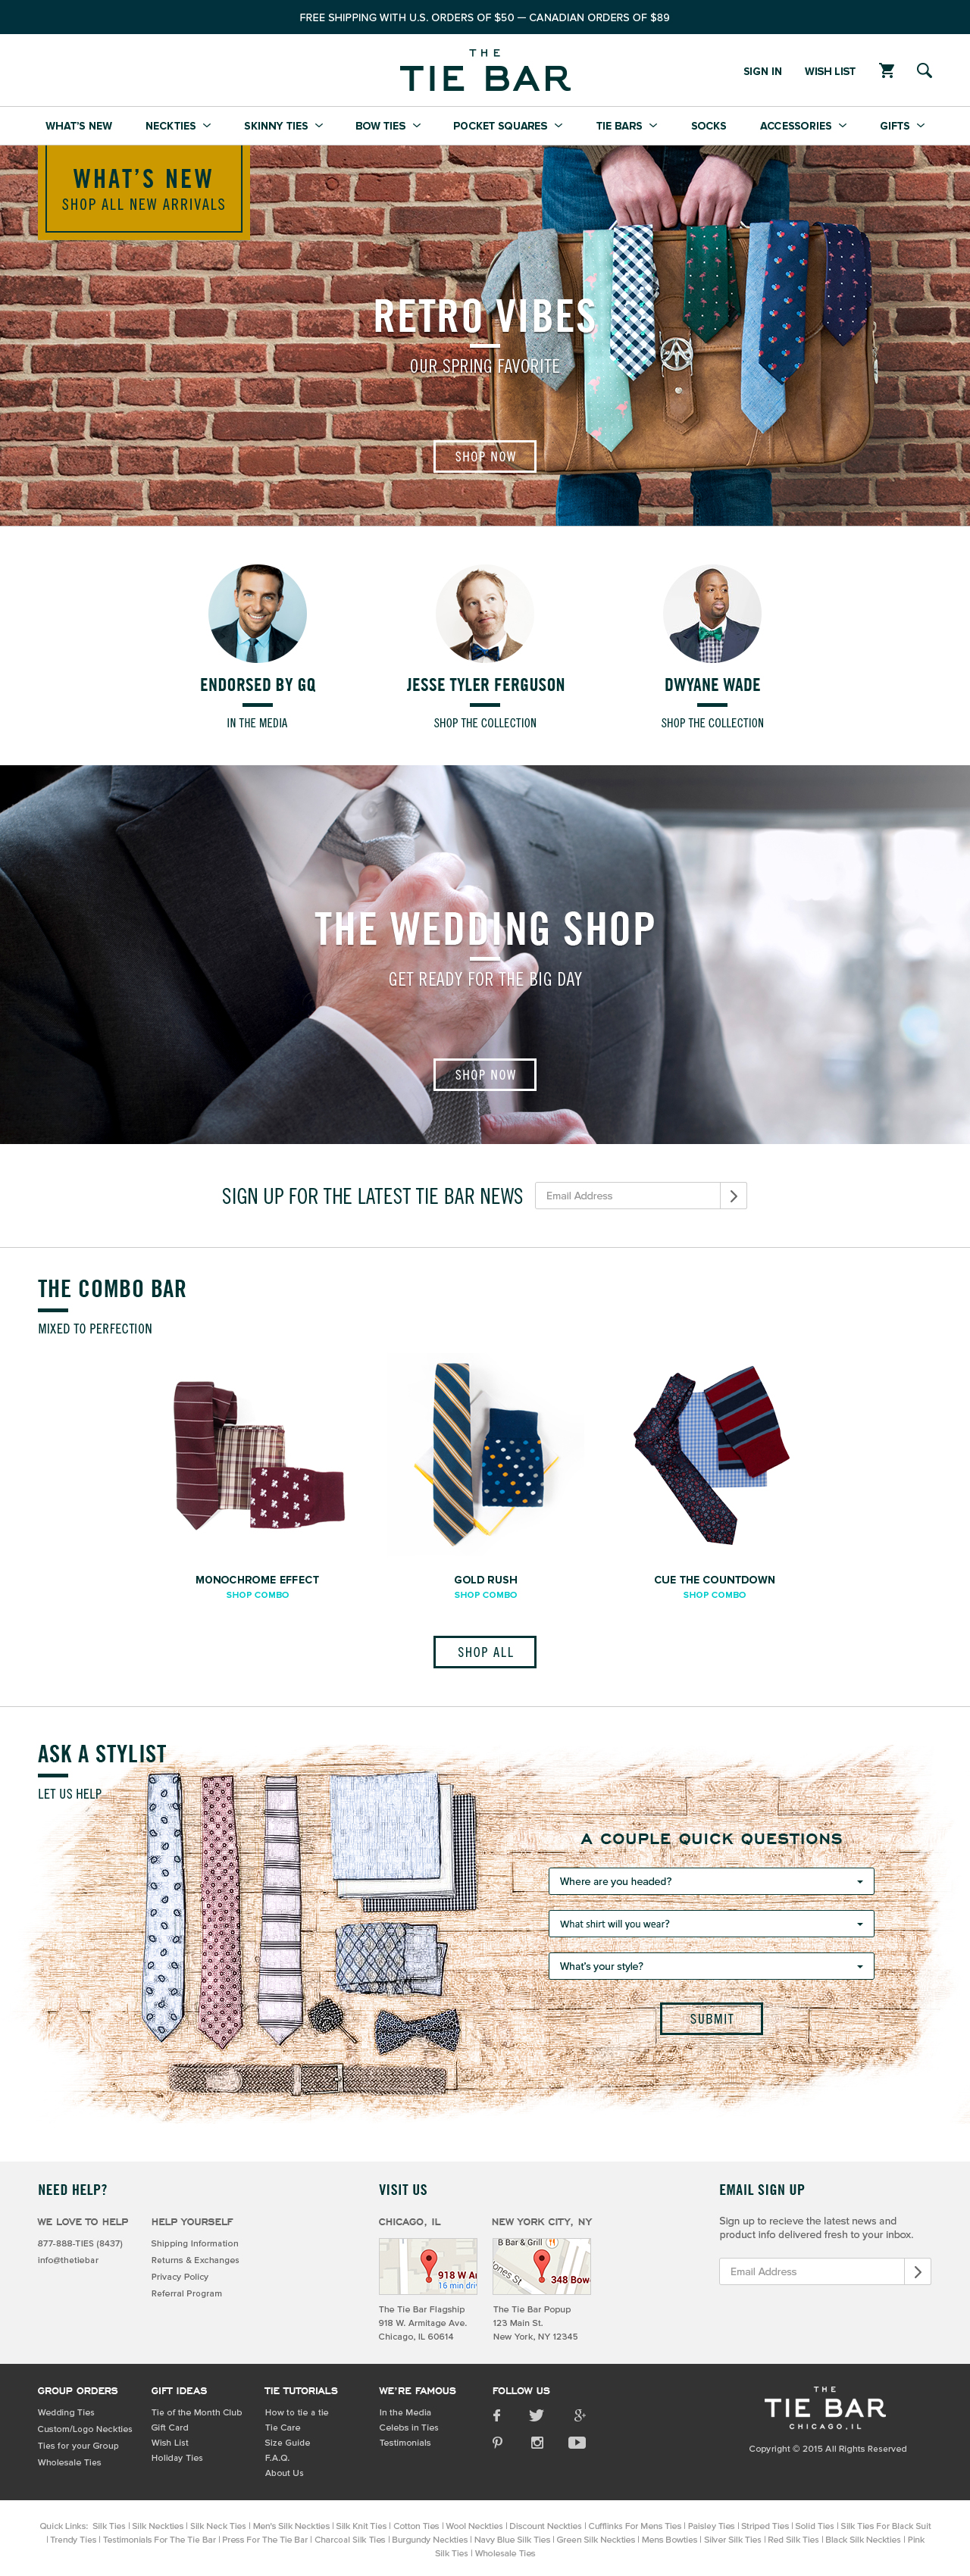 FREE SHIPPING WITH U.S. ORDERS OF $50 — CANADIAN ORDERS OF $89
THE
TIE BAR
SIGN IN
WISH LIST
WHAT'S NEW
NECKTIES
SKINNY TIES
BOW TIES
POCKET SQUARES
TIE BARS
SOCKS
ACCESSORIES
GIFTS
WHAT'S NEW
SHOP ALL NEW ARRIVALS
RETRO VIBES
OUR SPRING FAVORITE
SHOP NOW
ENDORSED BY GQ
IN THE MEDIA
JESSE TYLER FERGUSON
SHOP THE COLLECTION
DWYANE WADE
SHOP THE COLLECTION
THE WEDDING SHOP
GET READY FOR THE BIG DAY
SHOP NOW
SIGN UP FOR THE LATEST TIE BAR NEWS
Email Address
THE COMBO BAR
MIXED TO PERFECTION
MONOCHROME EFFECT
SHOP COMBO
GOLD RUSH
SHOP COMBO
CUE THE COUNTDOWN
SHOP COMBO
SHOP ALL
ASK A STYLIST
LET US HELP
A COUPLE QUICK QUESTIONS
Where are you headed?
What shirt will you wear?
What's your style?
SUBMIT
NEED HELP?
WE LOVE TO HELP
877-888-TIES (8437)
info@thetiebar
HELP YOURSELF
Shipping Information
Returns & Exchanges
Privacy Policy
Referral Program
VISIT US
CHICAGO, IL
918 W Ar
16 min driv
The Tie Bar Flagship
918 W. Armitage Ave.
Chicago, IL 60614
NEW YORK CITY, NY
B Bar & Grill
ones St
348 Bowe
The Tie Bar Popup
123 Main St.
New York, NY 12345
EMAIL SIGN UP
Sign up to recieve the latest news and
product info delivered fresh to your inbox.
Email Address
GROUP ORDERS
Wedding Ties
Custom/Logo Neckties
Ties for your Group
Wholesale Ties
GIFT IDEAS
Tie of the Month Club
Gift Card
Wish List
Holiday Ties
TIE TUTORIALS
How to tie a tie
Tie Care
Size Guide
F.A.Q.
About Us
WE'RE FAMOUS
In the Media
Celebs in Ties
Testimonials
FOLLOW US
THE
TIE BAR
CHICAGO, IL
Copyright © 2015 All Rights Reserved
Quick Links: Silk Ties | Silk Neckties | Silk Neck Ties | Men's Silk Neckties | Silk Knit Ties | Cotton Ties | Wool Neckties | Discount Neckties | Cufflinks For Mens Ties | Paisley Ties | Striped Ties | Solid Ties | Silk Ties For Black Suit
| Trendy Ties | Testimonials For The Tie Bar | Press For The Tie Bar | Charcoal Silk Ties | Burgundy Neckties | Navy Blue Silk Ties | Green Silk Neckties | Mens Bowties | Silver Silk Ties | Red Silk Ties | Black Silk Neckties | Pink
Silk Ties | Wholesale Ties